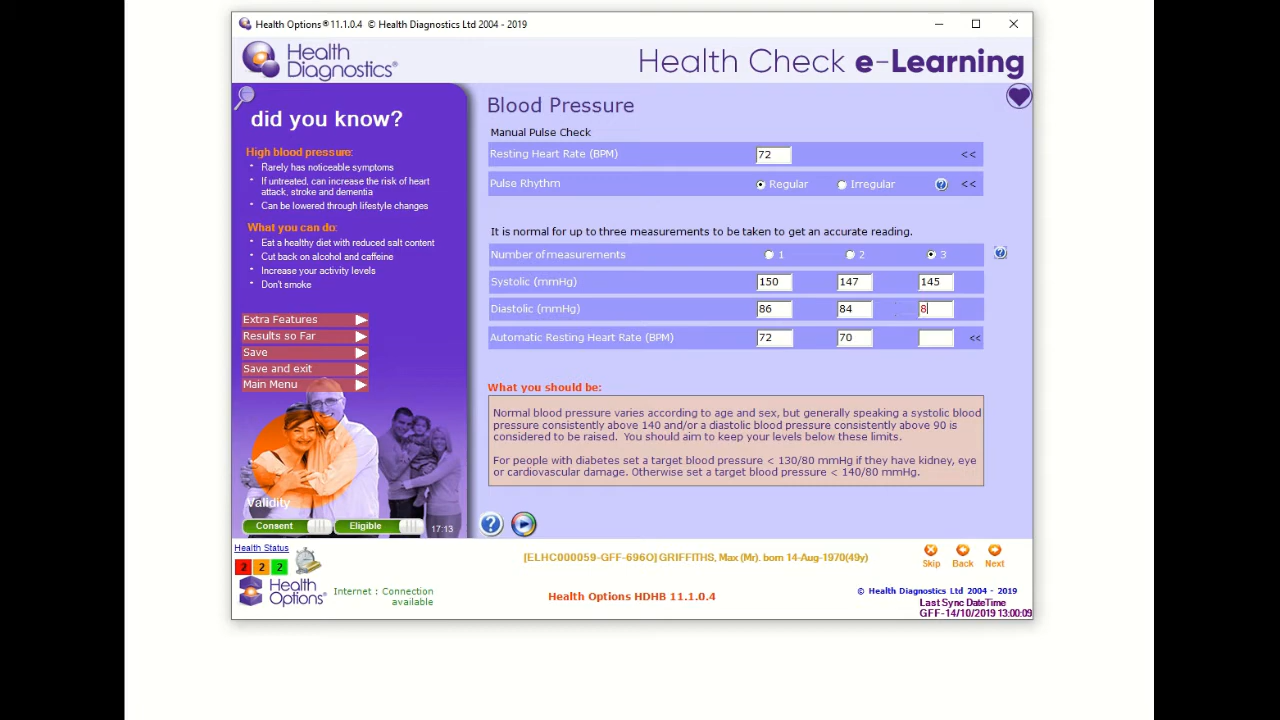 Health Options® 11.1.0.4 © Health Diagnostics Ltd 2004 - 2019
Health Diagnostics®
Health Check e-Learning
did you know?
High blood pressure:
• Rarely has noticeable symptoms
• If untreated, can increase the risk of heart
attack, stroke and dementia
• Can be lowered through lifestyle changes
What you can do:
• Eat a healthy diet with reduced salt content
• Cut back on alcohol and caffeine
• Increase your activity levels
• Don't smoke
Extra Features
Results so Far
Save
Save and exit
Main Menu
Validity
Consent Eligible 17:13
Blood Pressure
Manual Pulse Check
Resting Heart Rate (BPM) 72 <<
Pulse Rhythm Regular Irregular ? <<
It is normal for up to three measurements to be taken to get an accurate reading.
Number of measurements 1 2 3 ?
Systolic (mmHg) 150 147 145
Diastolic (mmHg) 86 84 8
Automatic Resting Heart Rate (BPM) 72 70 <<
What you should be:
Normal blood pressure varies according to age and sex, but generally speaking a systolic blood
pressure consistently above 140 and/or a diastolic blood pressure consistently above 90 is
considered to be raised. You should aim to keep your levels below these limits.
For people with diabetes set a target blood pressure < 130/80 mmHg if they have kidney, eye
or cardiovascular damage. Otherwise set a target blood pressure < 140/80 mmHg.
?
Health Status
2 2 2
Health Options®
Internet : Connection
available
[ELHC000059-GFF-696O] GRIFFITHS, Max (Mr). born 14-Aug-1970(49y)
Health Options HDHB 11.1.0.4
Skip Back Next
© Health Diagnostics Ltd 2004 - 2019
Last Sync DateTime
GFF-14/10/2019 13:00:09